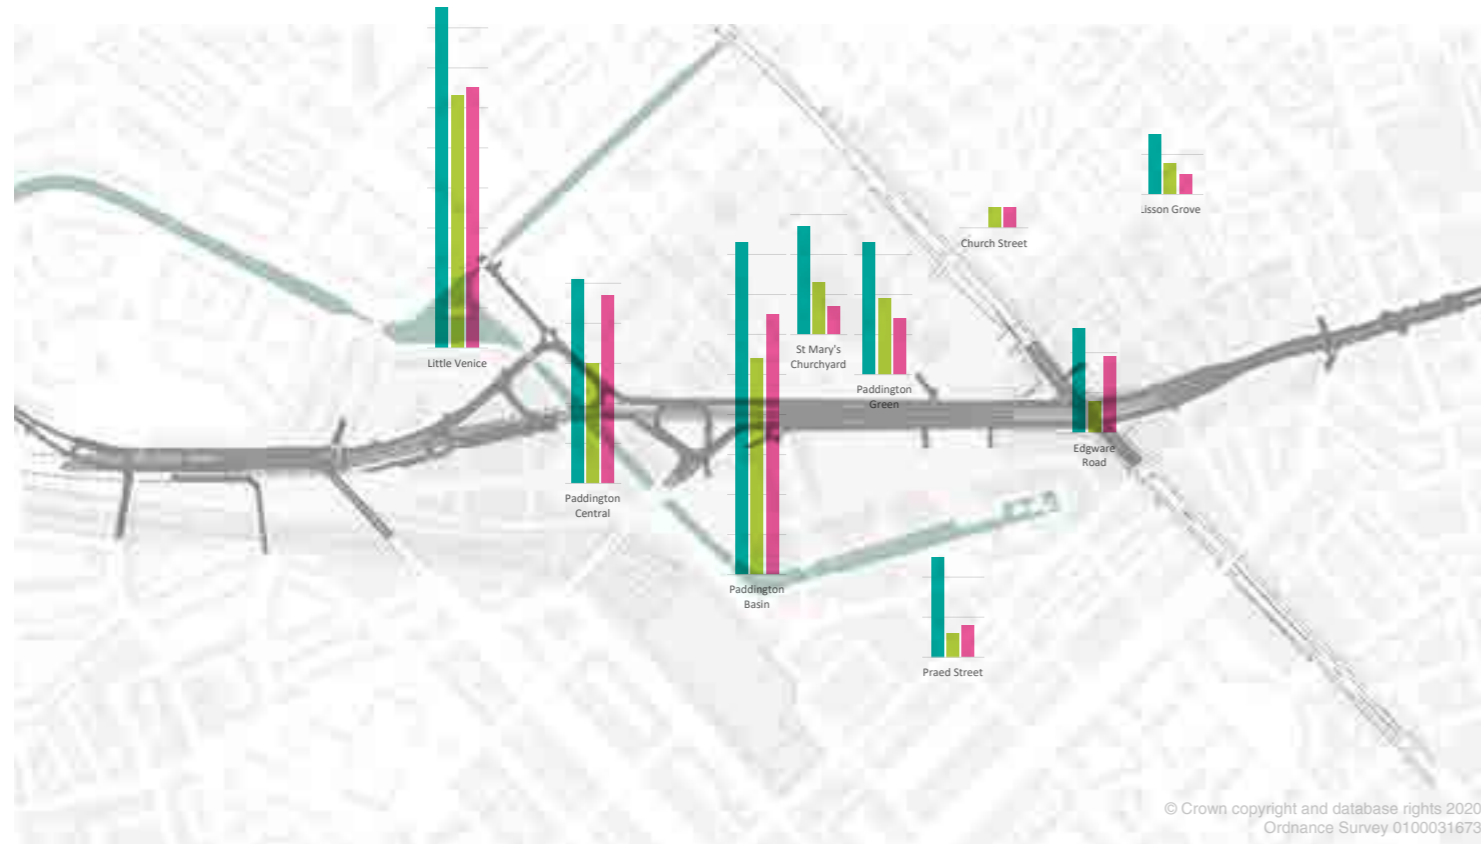 Lisson Grove
Church Street
St Mary's
Churchyard
Little Venice
Paddington
Green
Edgware
Road
Paddington
Central
Paddington
Basin
Praed Street
© Crown copyright and database rights 2020
Ordnance Survey 0100031673